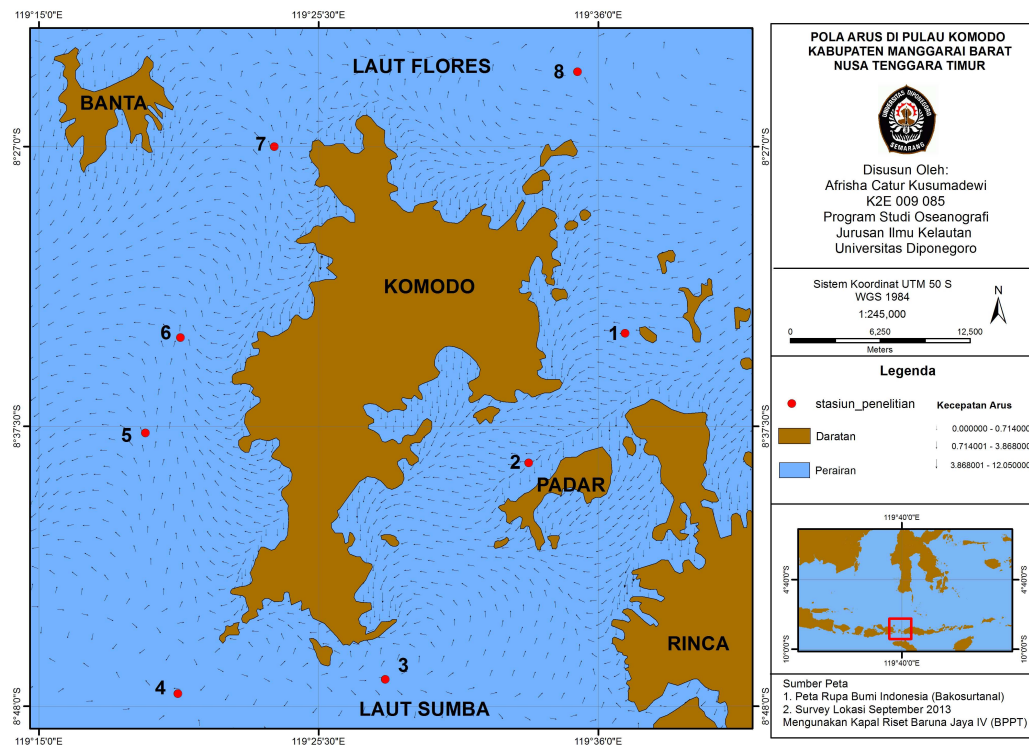 119°15'0"E
119°25'30"E
119°36'0"E
8°27'0"S
8°37'30"S
8°48'0"S
8°27'0"S
8°37'30"S
8°48'0"S
119°15'0"E
119°25'30"E
119°36'0"E
LAUT FLORES
8
BANTA
7
KOMODO
6
1
5
2
PADAR
RINCA
3
4
LAUT SUMBA
POLA ARUS DI PULAU KOMODO
KABUPATEN MANGGARAI BARAT
NUSA TENGGARA TIMUR
UNIVERSITAS DIPONEGORO
SEMARANG
Disusun Oleh:
Afrisha Catur Kusumadewi
K2E 009 085
Program Studi Oseanografi
Jurusan Ilmu Kelautan
Universitas Diponegoro
Sistem Koordinat UTM 50 S
WGS 1984
1:245,000
N
0 6,250 12,500
Meters
Legenda
stasiun_penelitian
Daratan
Perairan
Kecepatan Arus
0.000000 - 0.714000
0.714001 - 3.868000
3.868001 - 12.050000
119°40'0"E
4°40'0"S
10°0'0"S
4°40'0"S
10°0'0"S
119°40'0"E
Sumber Peta
1. Peta Rupa Bumi Indonesia (Bakosurtanal)
2. Survey Lokasi September 2013
Mengunakan Kapal Riset Baruna Jaya IV (BPPT)